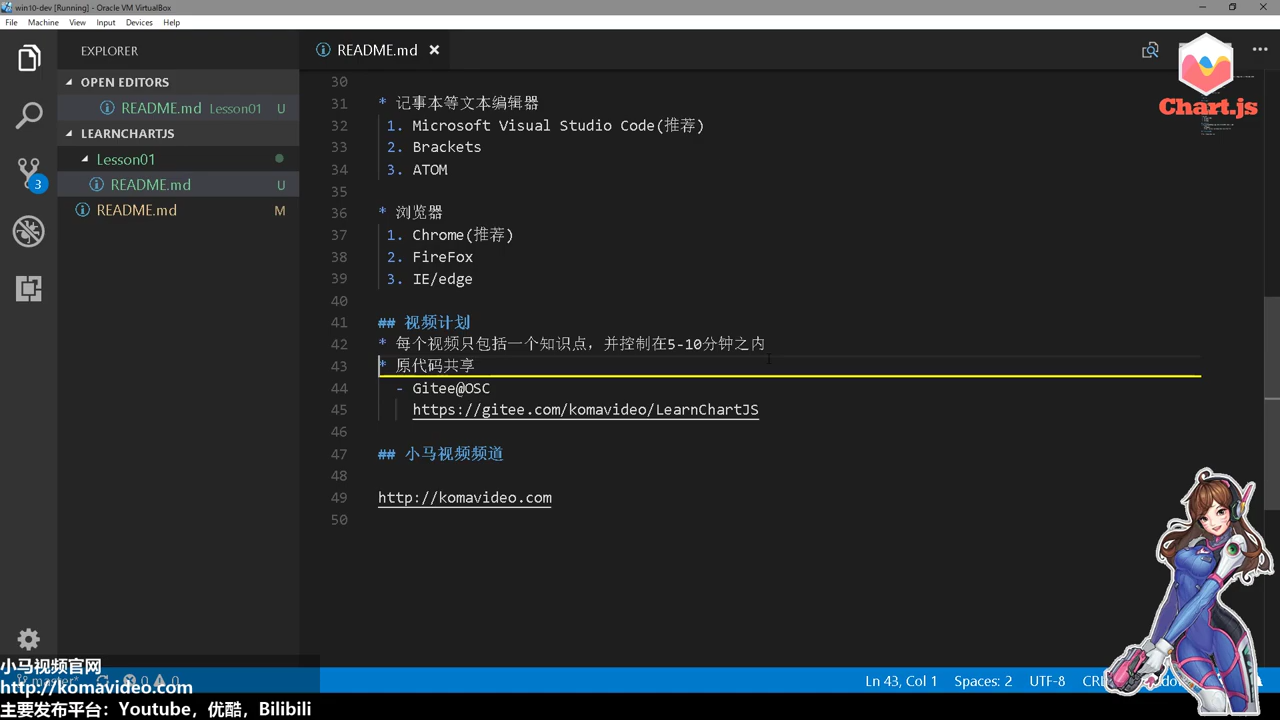 win10-dev [Running] - Oracle VM VirtualBox
File Machine View Input Devices Help
EXPLORER
README.md
OPEN EDITORS
README.md Lesson01 U
LEARNCHARTJS
Lesson01
README.md U
README.md M
3
Chart.js
30
31 * 记事本等文本编辑器
32 1. Microsoft Visual Studio Code(推荐)
33 2. Brackets
34 3. ATOM
35
36 * 浏览器
37 1. Chrome(推荐)
38 2. FireFox
39 3. IE/edge
40
41 ## 视频计划
42 * 每个视频只包括一个知识点，并控制在5-10分钟之内
43 * 原代码共享
44 - Gitee@OSC
45 https://gitee.com/komavideo/LearnChartJS
46
47 ## 小马视频频道
48
49 http://komavideo.com
50
master* 0 0
Ln 43, Col 1 Spaces: 2 UTF-8
小马视频官网
http://komavideo.com
主要发布平台：Youtube，优酷，Bilibili